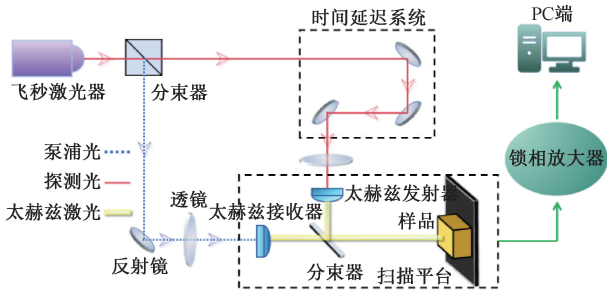 时间延迟系统
PC端
飞秒激光器
分束器
泵浦光
探测光
太赫兹激光
锁相放大器
透镜
太赫兹接收器
太赫兹发射器
样品
反射镜
分束器
扫描平台